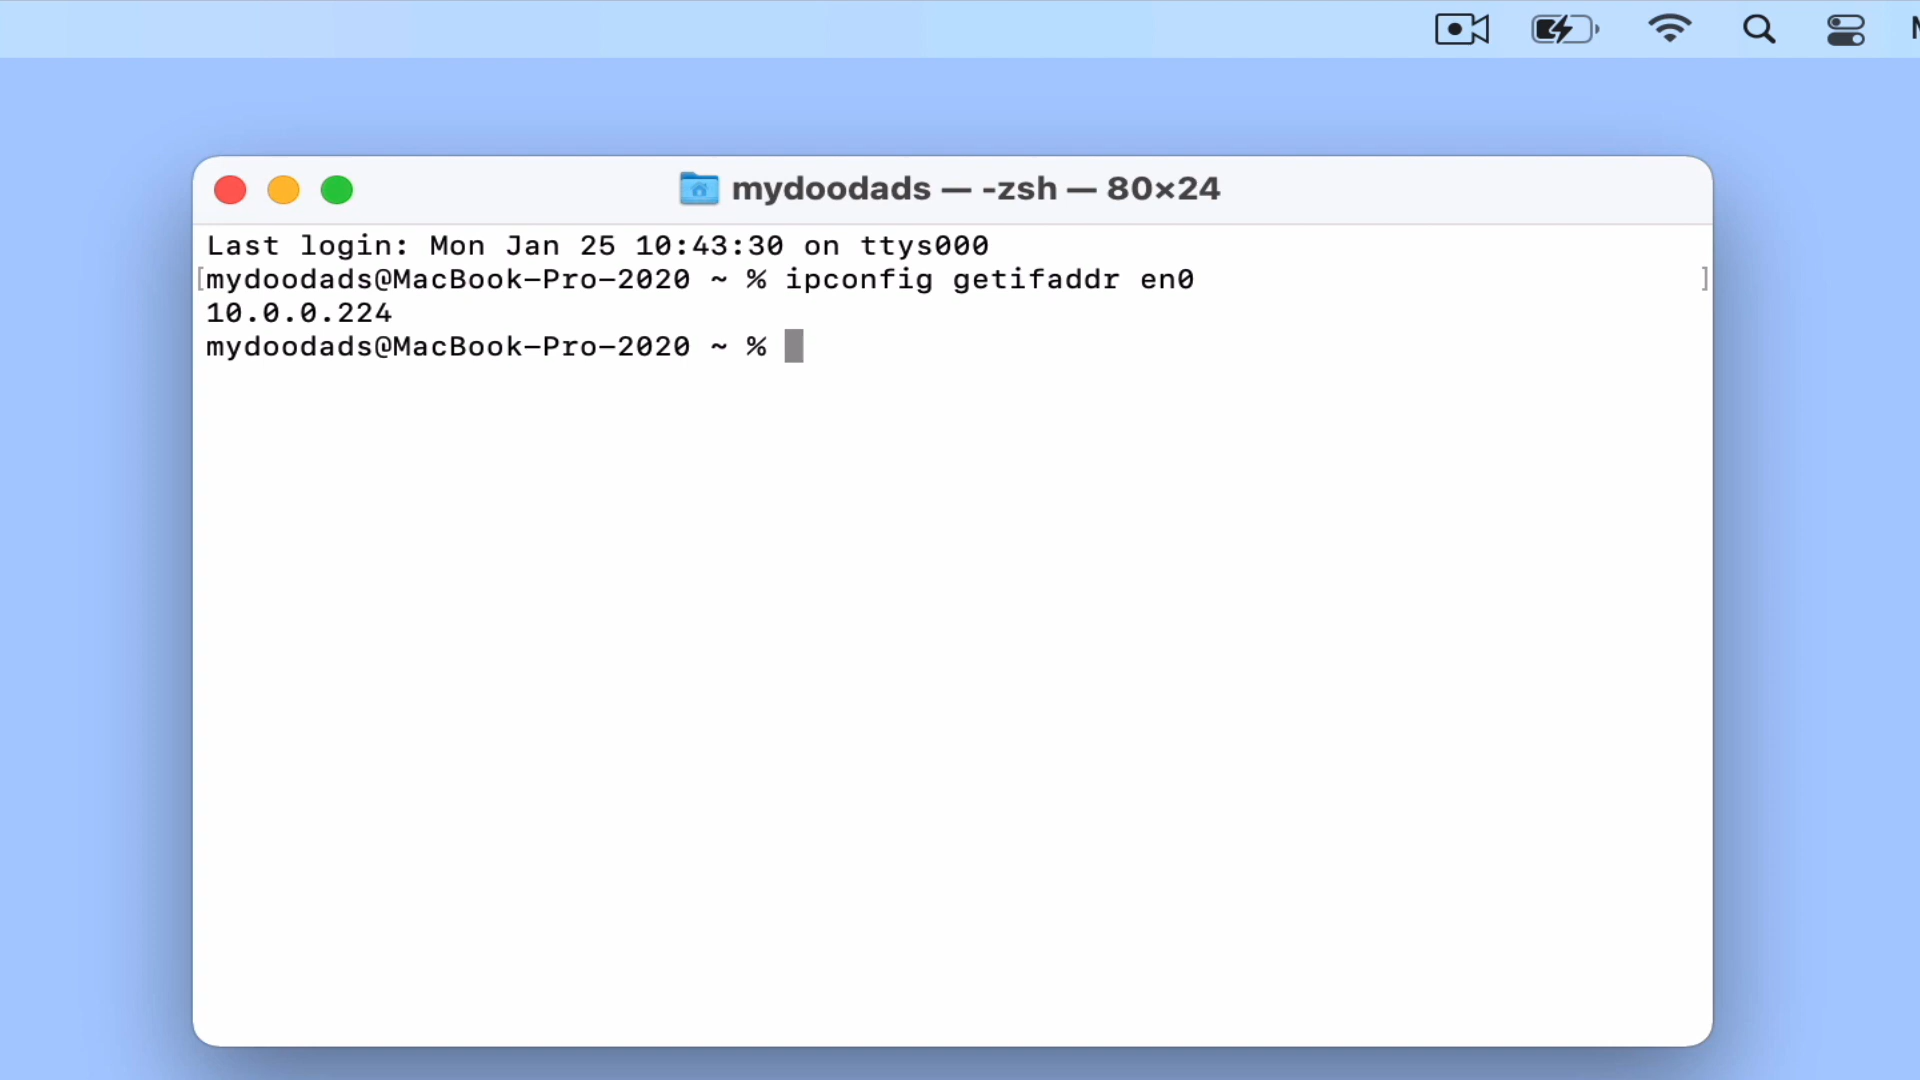 mydoodads — -zsh — 80×24
Last login: Mon Jan 25 10:43:30 on ttys000
[mydoodads@MacBook-Pro-2020 ~ % ipconfig getifaddr en0 ]
10.0.0.224
mydoodads@MacBook-Pro-2020 ~ %